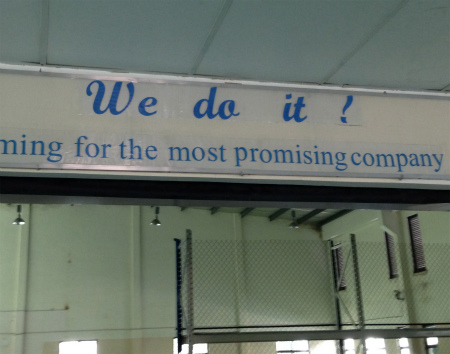 We do it !
ming for the most promising company